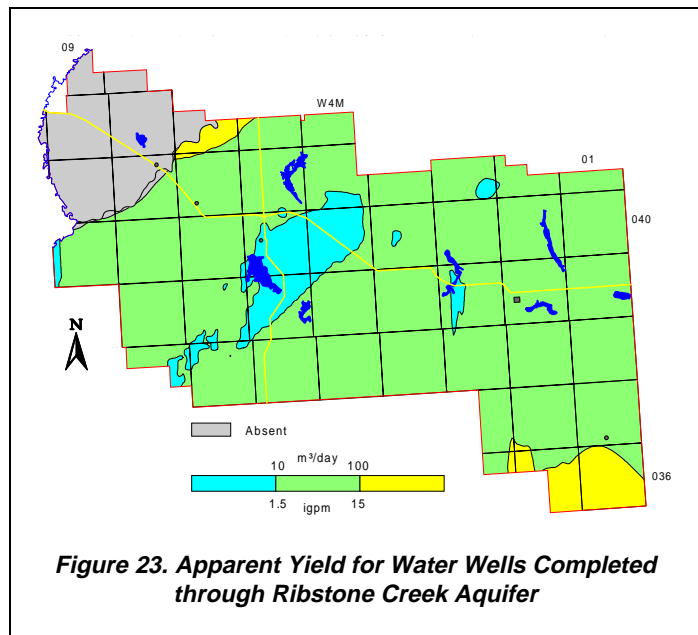 09
W4M
01
040
N
Absent
m³/day
10 100
1.5 15
igpm
036
Figure 23. Apparent Yield for Water Wells Completed
through Ribstone Creek Aquifer